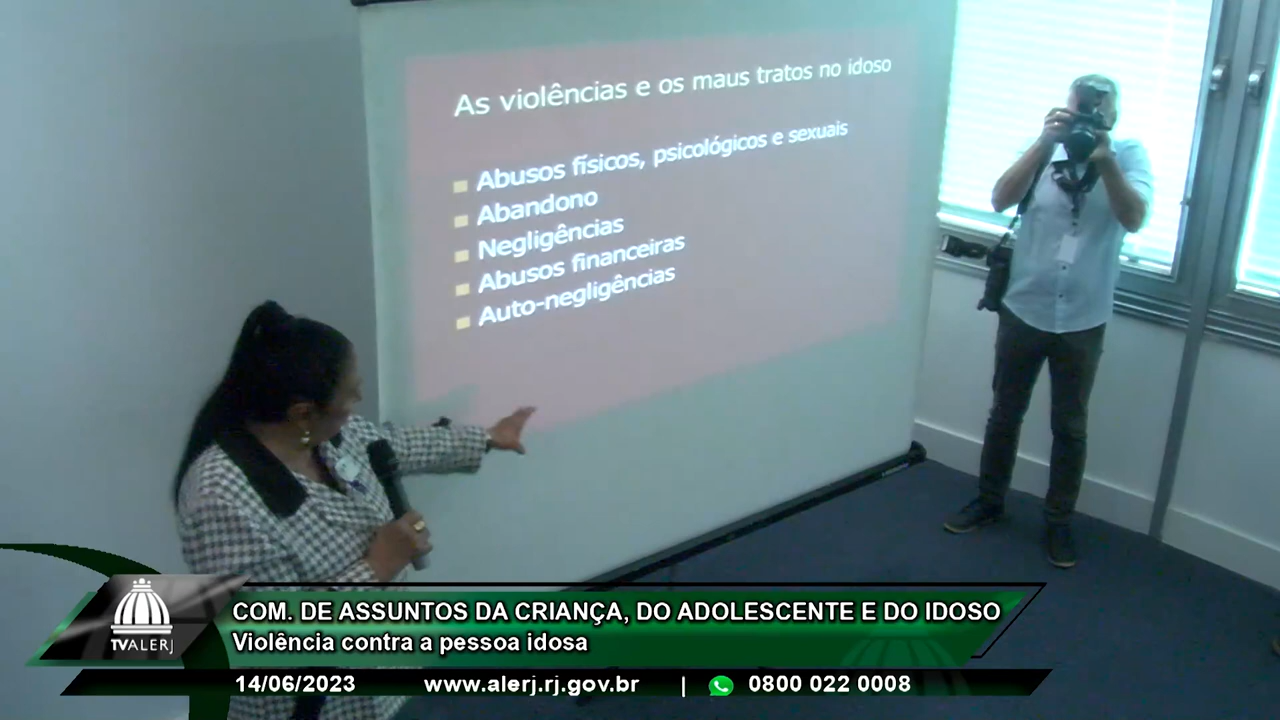 As violências e os maus tratos no idoso
Abusos físicos, psicológicos e sexuais
Abandono
Negligências
Abusos financeiras
Auto-negligências
COM. DE ASSUNTOS DA CRIANÇA, DO ADOLESCENTE E DO IDOSO
Violência contra a pessoa idosa
TVALERJ
14/06/2023 www.alerj.rj.gov.br | 0800 022 0008